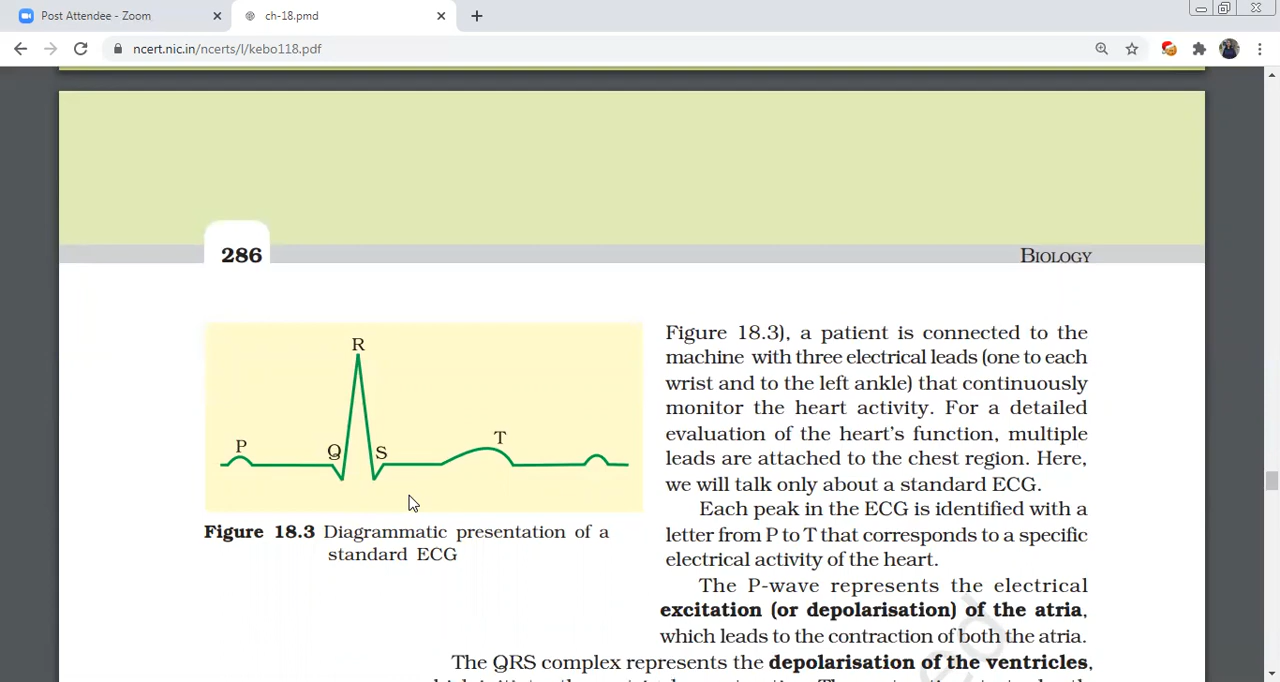 Post Attendee - Zoom
ch-18.pmd
ncert.nic.in/ncerts/l/kebo118.pdf
286
BIOLOGY
R
P
Q
S
T
Figure 18.3 Diagrammatic presentation of a
standard ECG
Figure 18.3), a patient is connected to the
machine with three electrical leads (one to each
wrist and to the left ankle) that continuously
monitor the heart activity. For a detailed
evaluation of the heart's function, multiple
leads are attached to the chest region. Here,
we will talk only about a standard ECG.
Each peak in the ECG is identified with a
letter from P to T that corresponds to a specific
electrical activity of the heart.
The P-wave represents the electrical
excitation (or depolarisation) of the atria,
which leads to the contraction of both the atria.
The QRS complex represents the depolarisation of the ventricles,